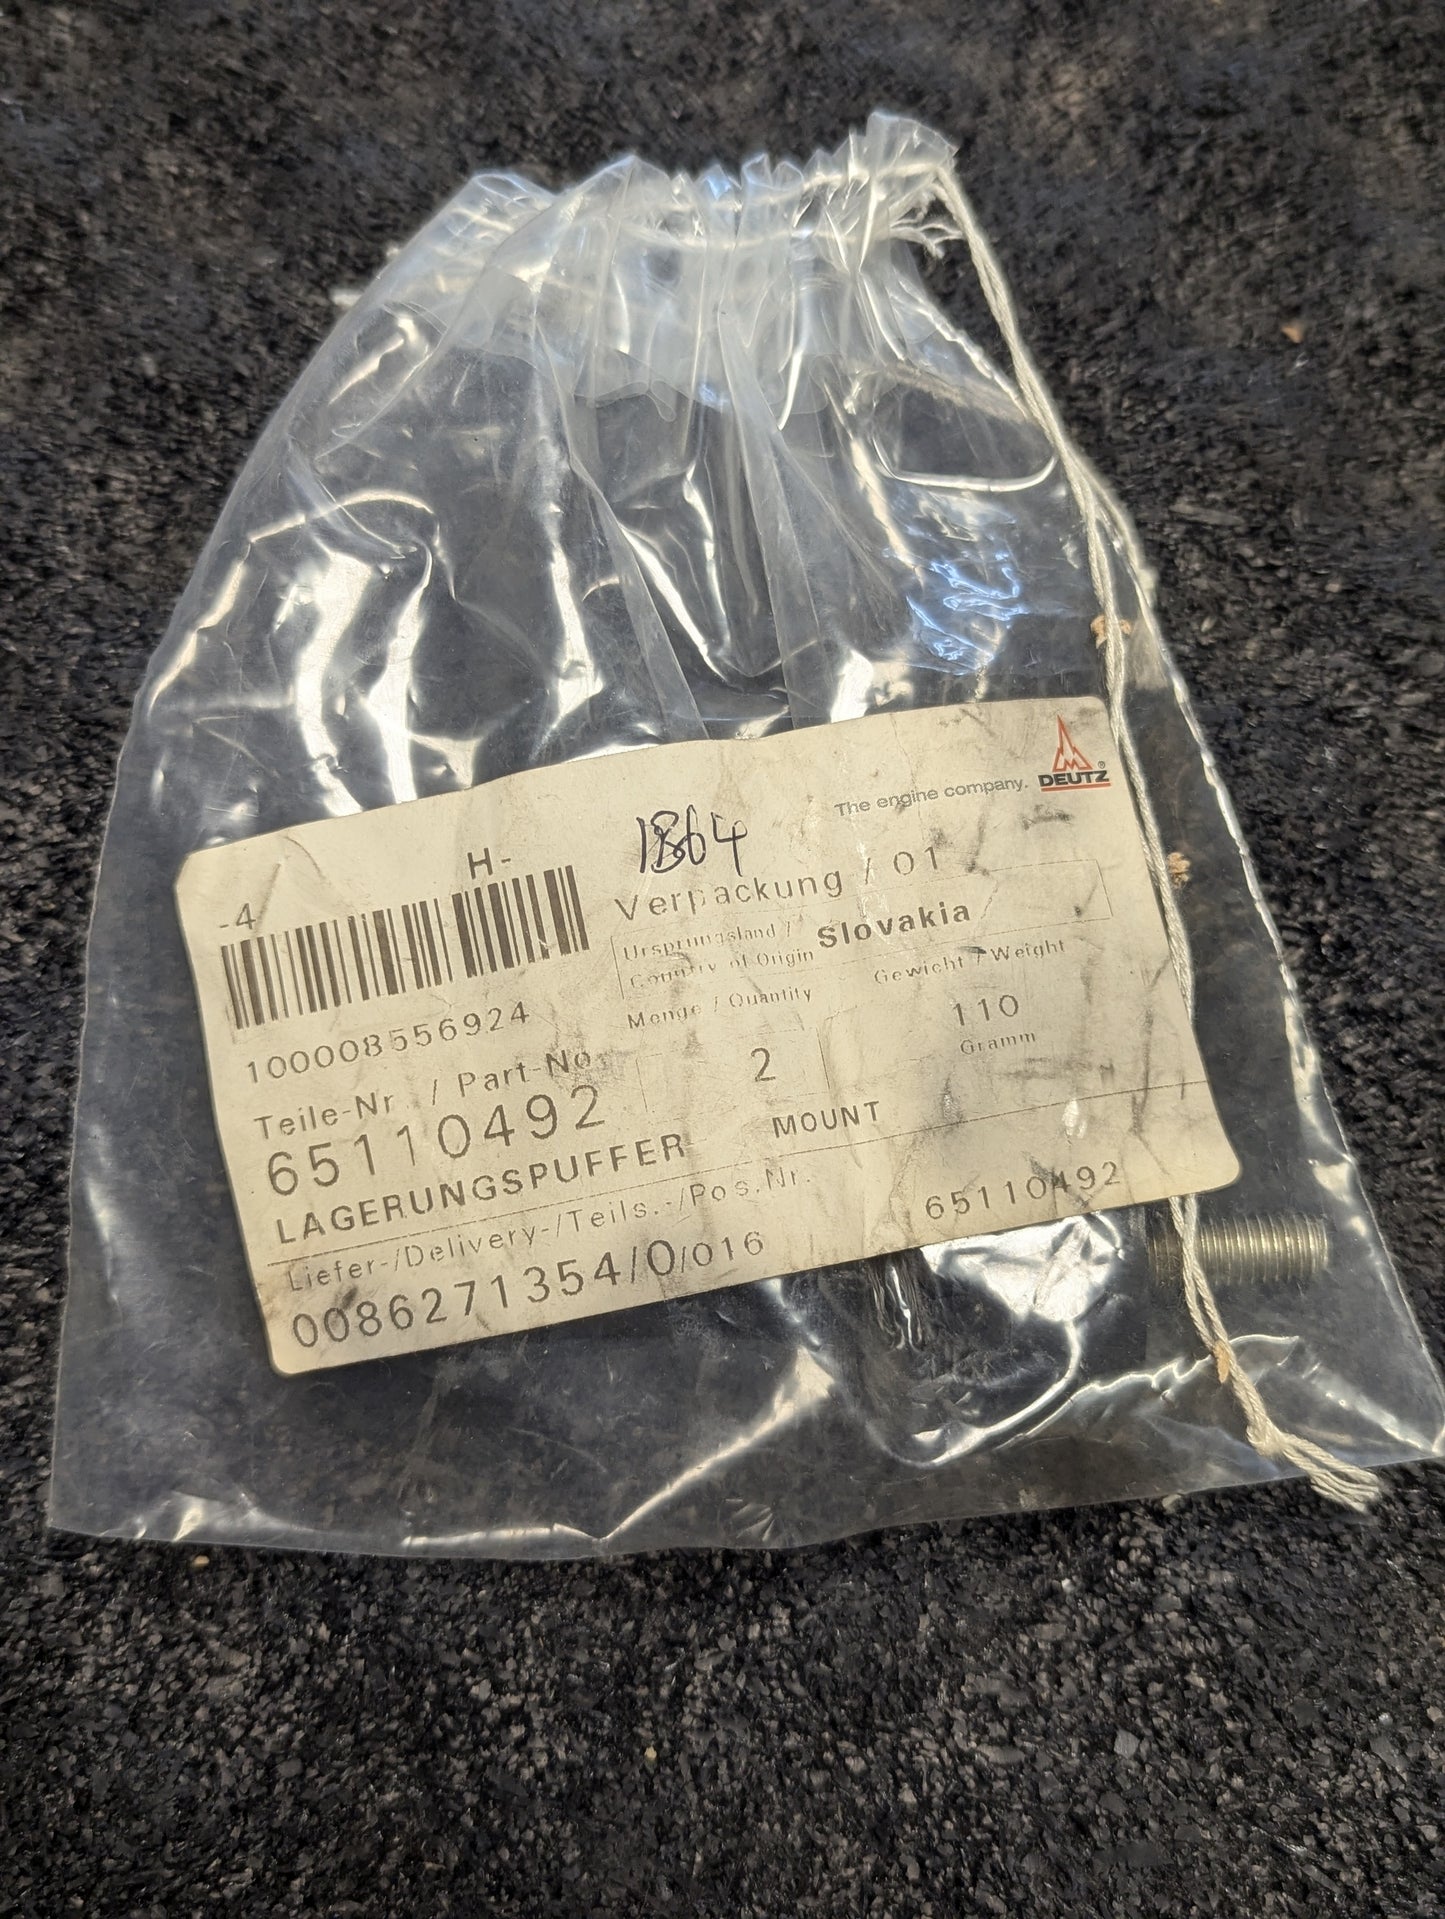 DEUTZ®
The engine company.
1864
H-
-4
Verpackung / 01
Ursprungsland /
Country of Origin Slovakia
Menge / Quantity Gewicht / Weight
100008556924
2 110
Gramm
Teile-Nr. / Part-No.
65110492
LAGERUNGSPUFFER MOUNT
Liefer-/Delivery-/Teils.-/Pos.Nr.
0086271354/0/016 65110492